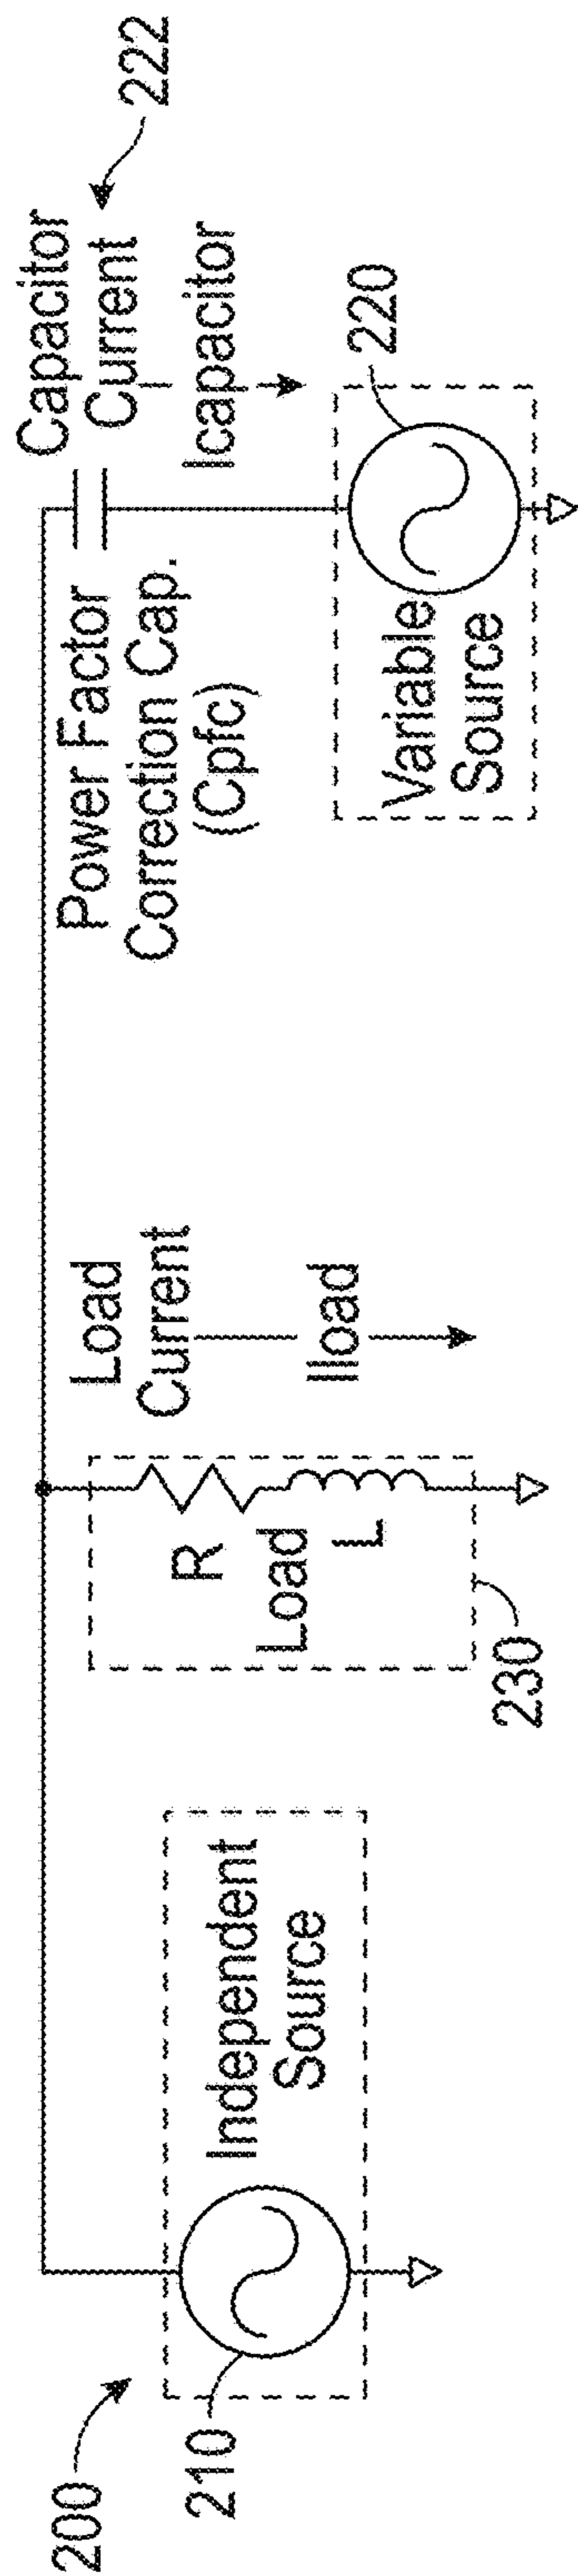 200
210
Independent
Source
R
Load
L
230
Load
Current
Iload
Power Factor
Correction Cap.
(Cpfc)
Capacitor
Current
Icapacitor
222
Variable
Source
220